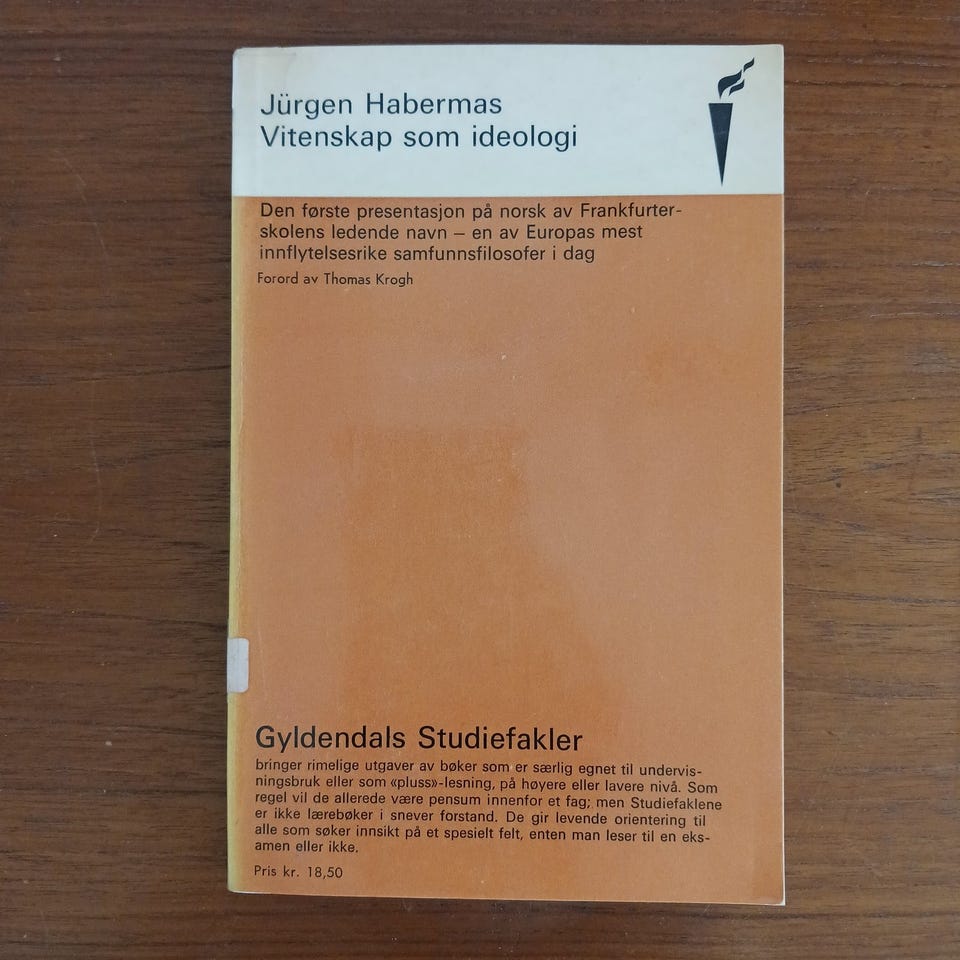 Jürgen Habermas
Vitenskap som ideologi
Den første presentasjon på norsk av Frankfurter-
skolens ledende navn – en av Europas mest
innflytelsesrike samfunnsfilosofer i dag
Forord av Thomas Krogh
Gyldendals Studiefakler
bringer rimelige utgaver av bøker som er særlig egnet til undervis-
ningsbruk eller som «pluss»-lesning, på høyere eller lavere nivå. Som
regel vil de allerede være pensum innenfor et fag; men Studiefaklene
er ikke lærebøker i snever forstand. De gir levende orientering til
alle som søker innsikt på et spesielt felt, enten man leser til en eks-
amen eller ikke.
Pris kr. 18,50